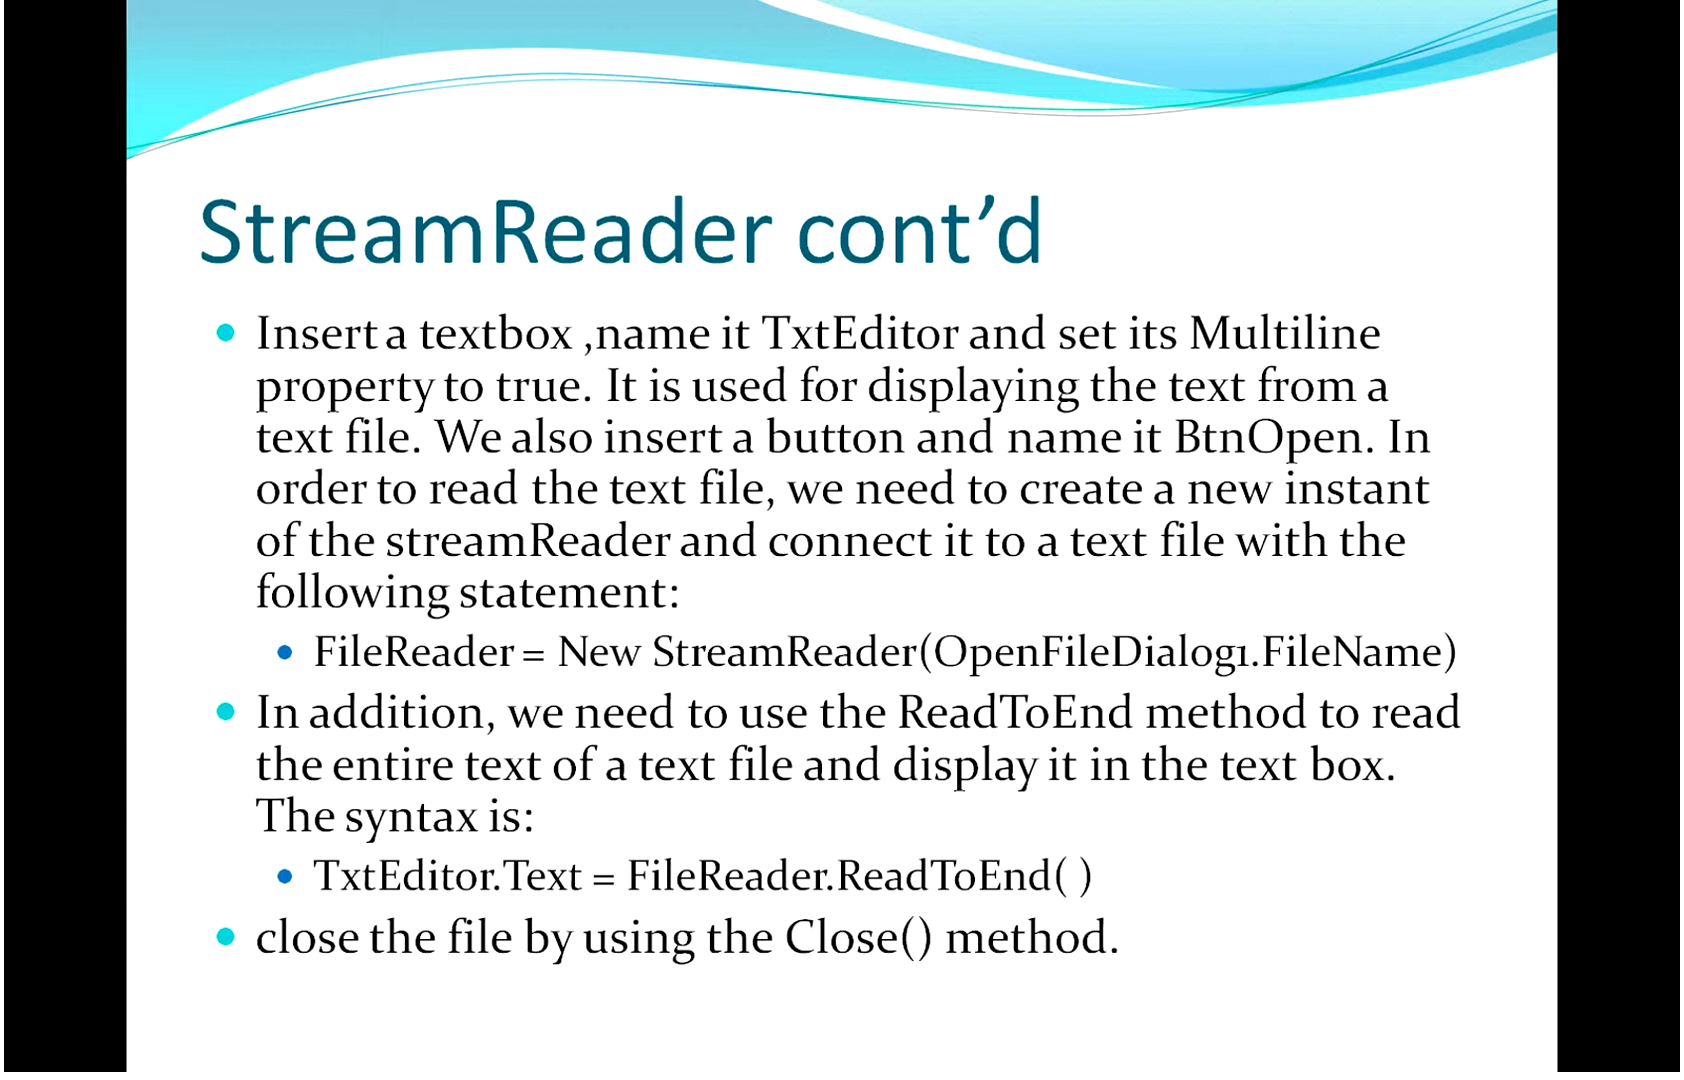 StreamReader cont’d
• Insert a textbox ,name it TxtEditor and set its Multiline
property to true. It is used for displaying the text from a
text file. We also insert a button and name it BtnOpen. In
order to read the text file, we need to create a new instant
of the streamReader and connect it to a text file with the
following statement:
• FileReader = New StreamReader(OpenFileDialog1.FileName)
• In addition, we need to use the ReadToEnd method to read
the entire text of a text file and display it in the text box.
The syntax is:
• TxtEditor.Text = FileReader.ReadToEnd( )
• close the file by using the Close() method.